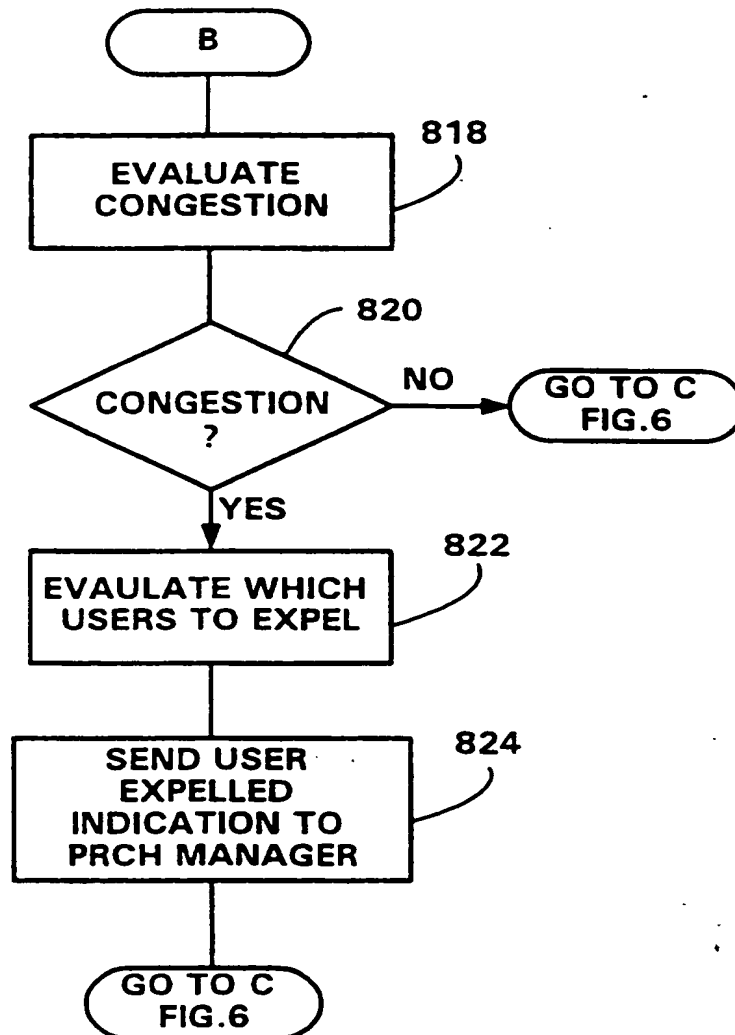 B
EVALUATE
CONGESTION
818
820
CONGESTION
?
NO
GO TO C
FIG.6
YES
EVAULATE WHICH
USERS TO EXPEL
822
SEND USER
EXPELLED
INDICATION TO
PRCH MANAGER
824
GO TO C
FIG.6